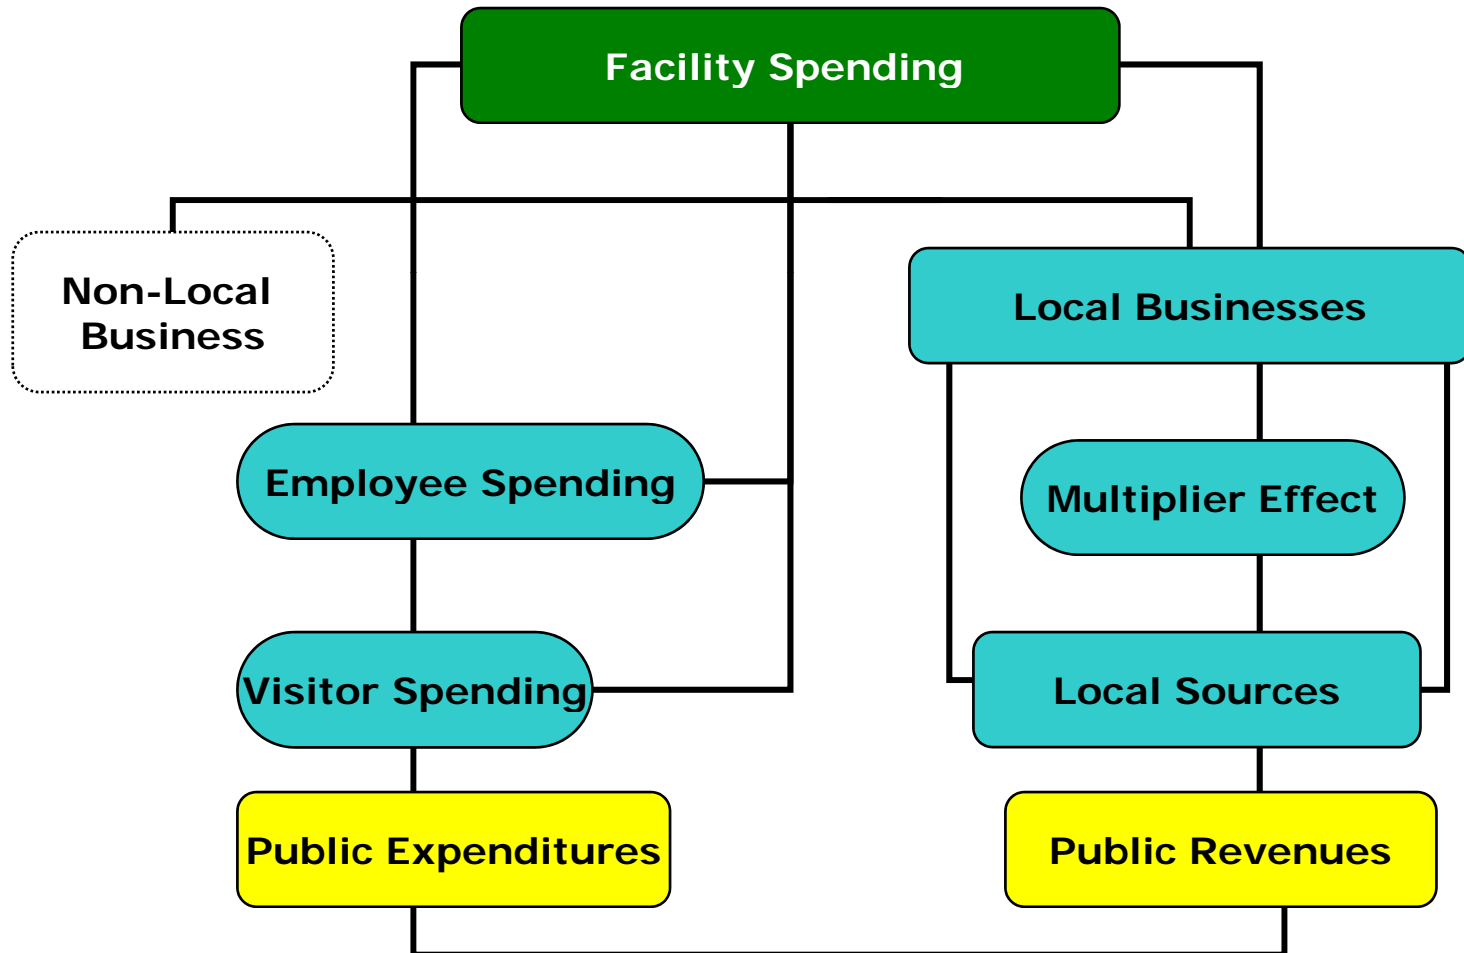 Facility Spending
Non-Local
Business
Local Businesses
Employee Spending
Multiplier Effect
Visitor Spending
Local Sources
Public Expenditures
Public Revenues